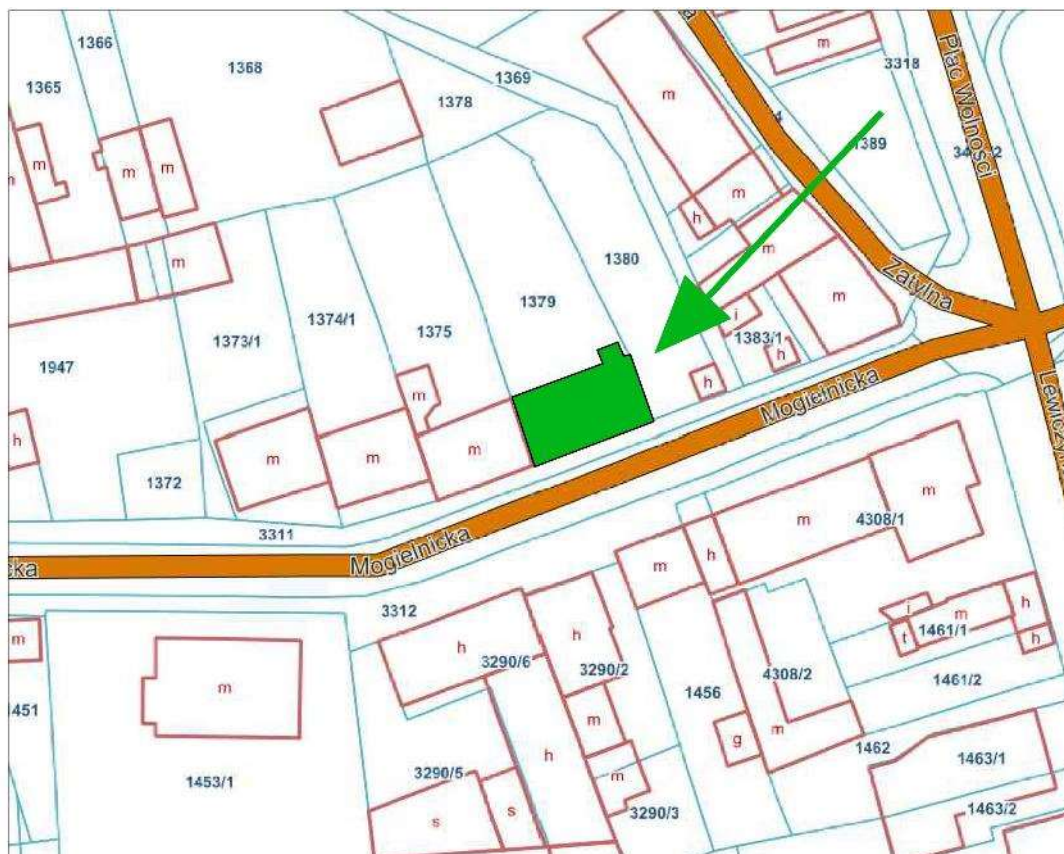 1366
m
3318
Plac Wolności
1365
1368
1369
1378
m
1389
m
m
m
m
h
m
m
1380
1379
Zatylna
1374/1
1375
m
i
1383/1
h
1373/1
1947
m
h
Mogielnicka
h
m
m
m
1372
m
4308/1
m
3311
Mogielnicka
m
h
3312
m
h
h
i
m
h
t
1461/1
h
3290/6
3290/2
m
1456
4308/2
1461/2
1451
m
g
m
1462
h
m
1453/1
3290/5
1463/1
s
s
3290/3
1463/2